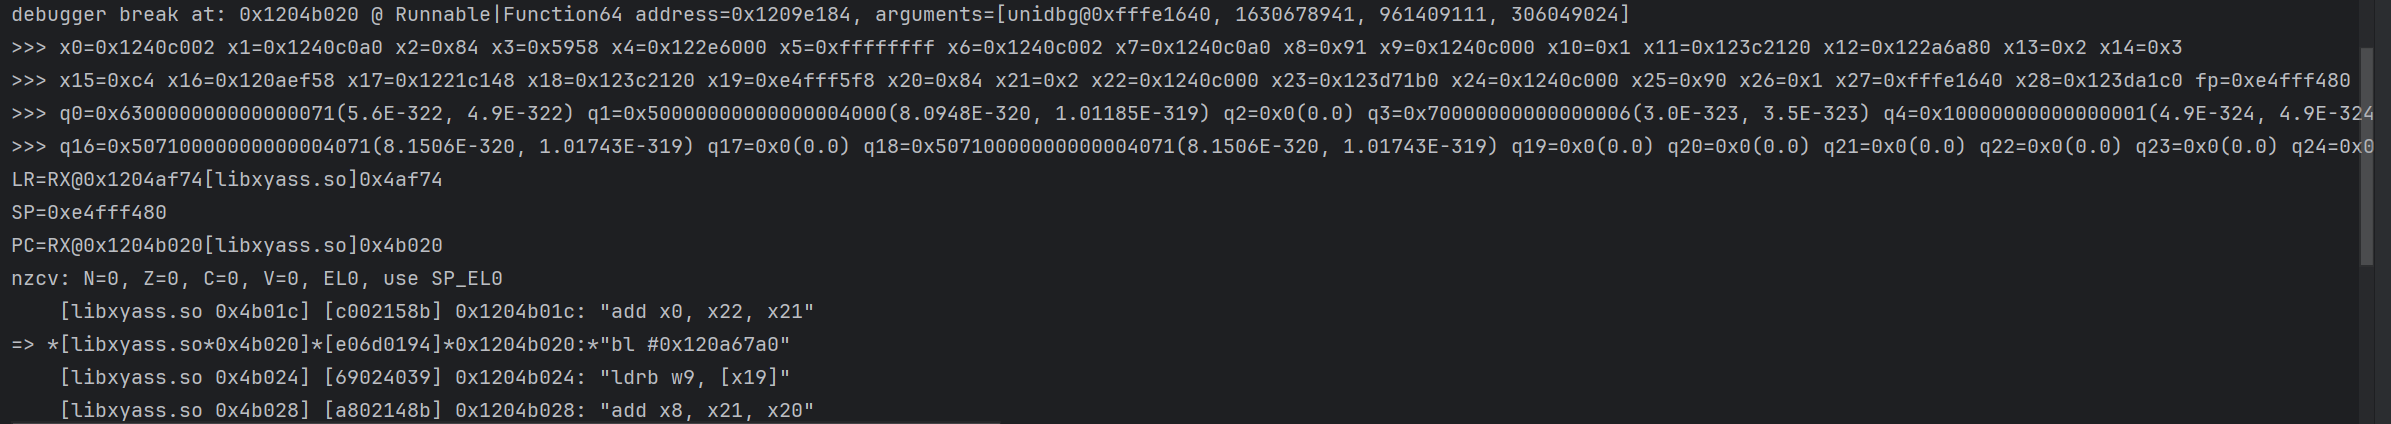 debugger break at: 0x1204b020 @ Runnable|Function64 address=0x1209e184, arguments=[unidbg@0xfffe1640, 1630678941, 961409111, 306049024]
>>> x0=0x1240c002 x1=0x1240c0a0 x2=0x84 x3=0x5958 x4=0x122e6000 x5=0xffffffff x6=0x1240c002 x7=0x1240c0a0 x8=0x91 x9=0x1240c000 x10=0x1 x11=0x123c2120 x12=0x122a6a80 x13=0x2 x14=0x3
>>> x15=0xc4 x16=0x120aef58 x17=0x1221c148 x18=0x123c2120 x19=0xe4fff5f8 x20=0x84 x21=0x2 x22=0x1240c000 x23=0x123d71b0 x24=0x1240c000 x25=0x90 x26=0x1 x27=0xfffe1640 x28=0x123da1c0 fp=0xe4fff480
>>> q0=0x630000000000000071(5.6E-322, 4.9E-322) q1=0x50000000000000004000(8.0948E-320, 1.01185E-319) q2=0x0(0.0) q3=0x70000000000000006(3.0E-323, 3.5E-323) q4=0x10000000000000001(4.9E-324, 4.9E-324
>>> q16=0x50710000000000004071(8.1506E-320, 1.01743E-319) q17=0x0(0.0) q18=0x50710000000000004071(8.1506E-320, 1.01743E-319) q19=0x0(0.0) q20=0x0(0.0) q21=0x0(0.0) q22=0x0(0.0) q23=0x0(0.0) q24=0x0
LR=RX@0x1204af74[libxyass.so]0x4af74
SP=0xe4fff480
PC=RX@0x1204b020[libxyass.so]0x4b020
nzcv: N=0, Z=0, C=0, V=0, EL0, use SP_EL0
    [libxyass.so 0x4b01c] [c002158b] 0x1204b01c: "add x0, x22, x21"
=> *[libxyass.so*0x4b020]*[e06d0194]*0x1204b020:*"bl #0x120a67a0"
    [libxyass.so 0x4b024] [69024039] 0x1204b024: "ldrb w9, [x19]"
    [libxyass.so 0x4b028] [a802148b] 0x1204b028: "add x8, x21, x20"